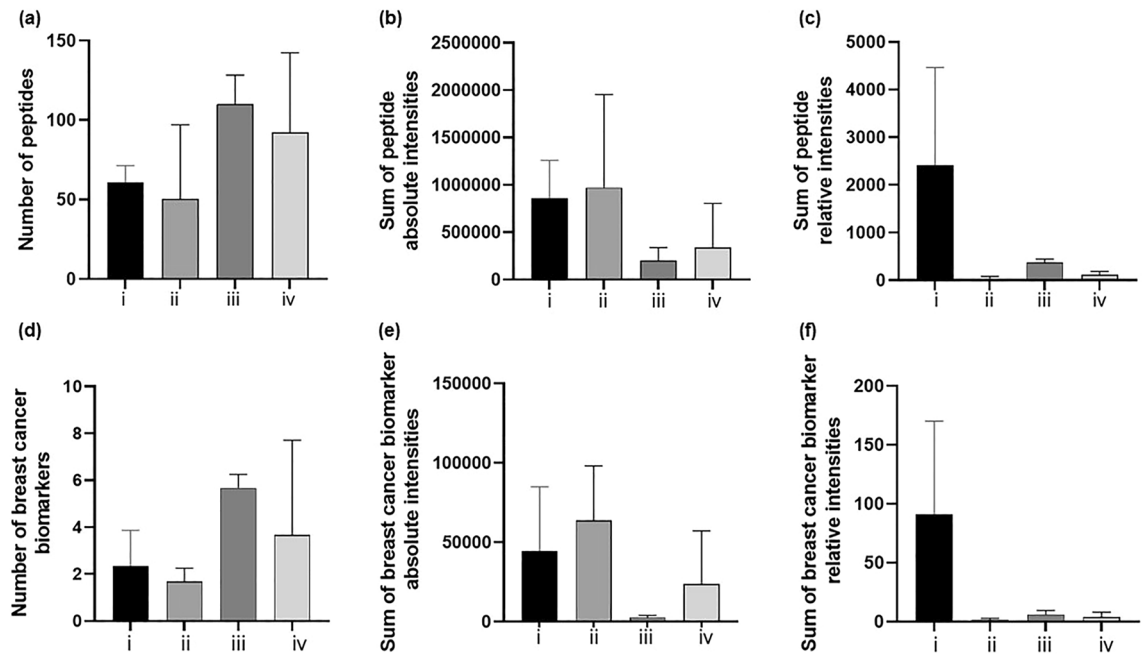 (a)
Number of peptides
150
100
50
0
i ii iii iv
(b)
Sum of peptide
absolute intensities
2500000
2000000
1500000
1000000
500000
0
i ii iii iv
(c)
Sum of peptide
relative intensities
5000
4000
3000
2000
1000
0
i ii iii iv
(d)
Number of breast cancer
biomarkers
10
8
6
4
2
0
i ii iii iv
(e)
Sum of breast cancer biomarker
absolute intensities
150000
100000
50000
0
i ii iii iv
(f)
Sum of breast cancer biomarker
relative intensities
200
150
100
50
0
i ii iii iv